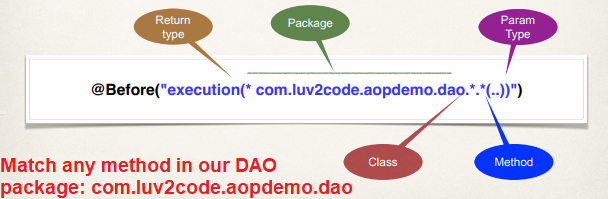 Return
type
Package
Param
Type
@Before("execution(* com.luv2code.aopdemo.dao.*.*(..))")
Class
Method
Match any method in our DAO
package: com.luv2code.aopdemo.dao